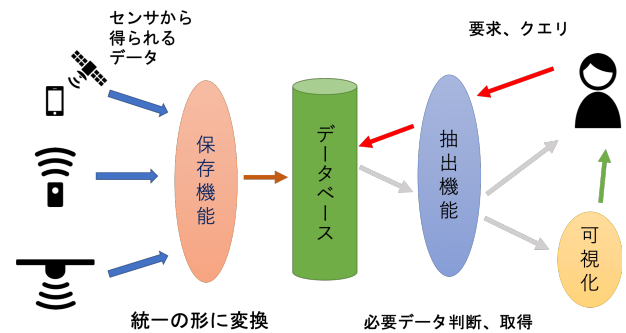 センサから
得られる
データ
要求、クエリ
保存機能
データベース
抽出機能
可視化
統一の形に変換
必要データ判断、取得